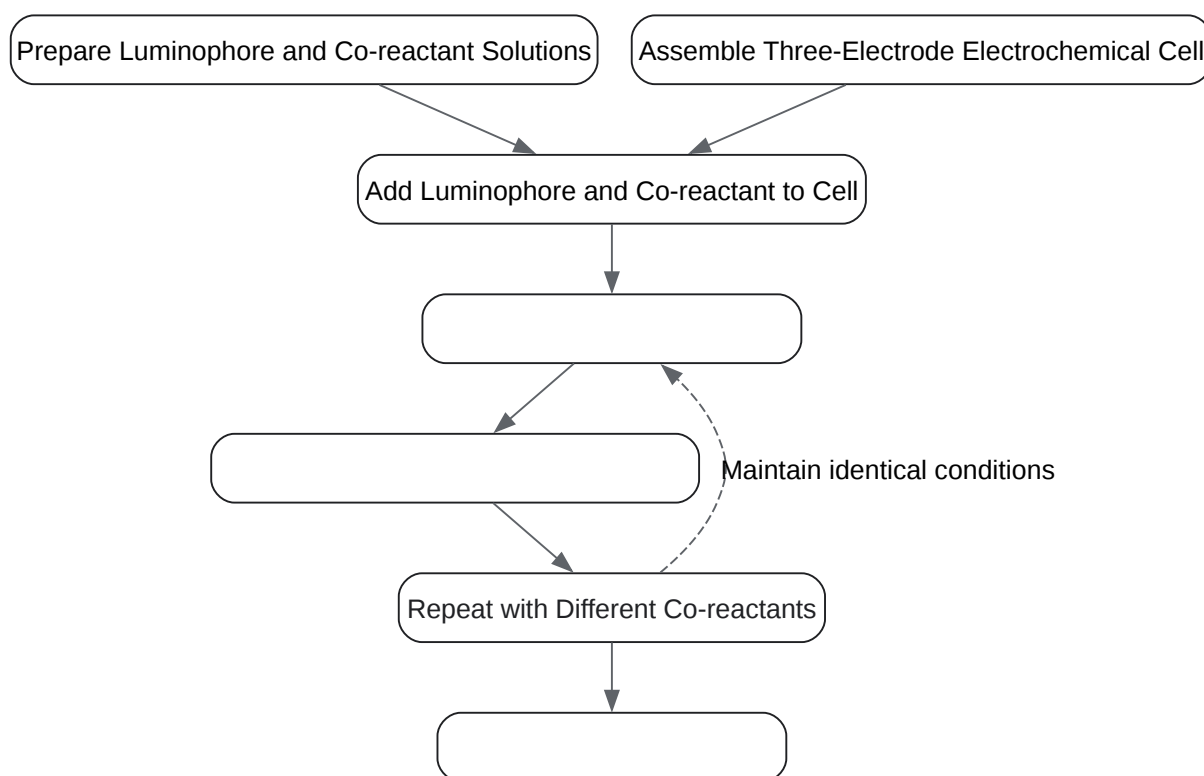 Prepare Luminophore and Co-reactant Solutions
Assemble Three-Electrode Electrochemical Cell
Add Luminophore and Co-reactant to Cell
Maintain identical conditions
Repeat with Different Co-reactants